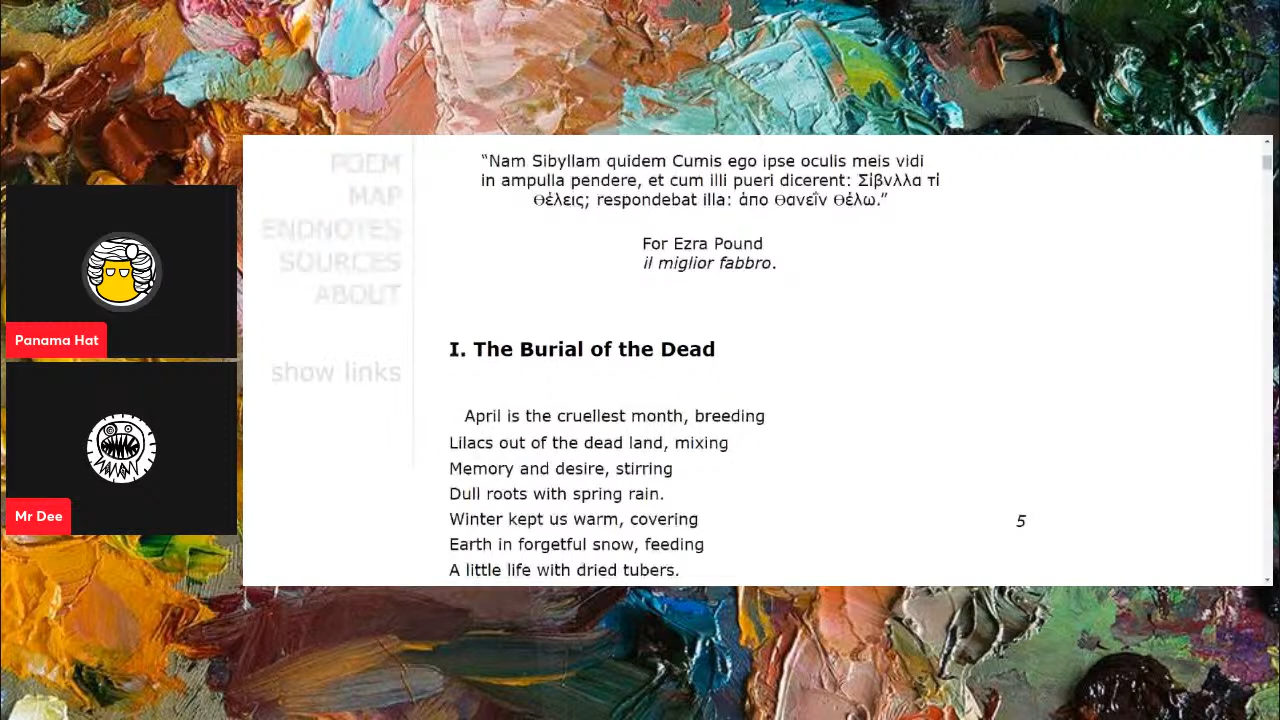 "Nam Sibyllam quidem Cumis ego ipse oculis meis vidi
in ampulla pendere, et cum illi pueri dicerent: Σίβνλλα τί
ϴέλεις; respondebat illa: άπο ϴανεΐν ϴέλω."
For Ezra Pound
il miglior fabbro.
I. The Burial of the Dead
April is the cruellest month, breeding
Lilacs out of the dead land, mixing
Memory and desire, stirring
Dull roots with spring rain.
Winter kept us warm, covering
5
Earth in forgetful snow, feeding
A little life with dried tubers.
POEM
MAP
ENDNOTES
SOURCES
ABOUT
show links
Panama Hat
Mr Dee